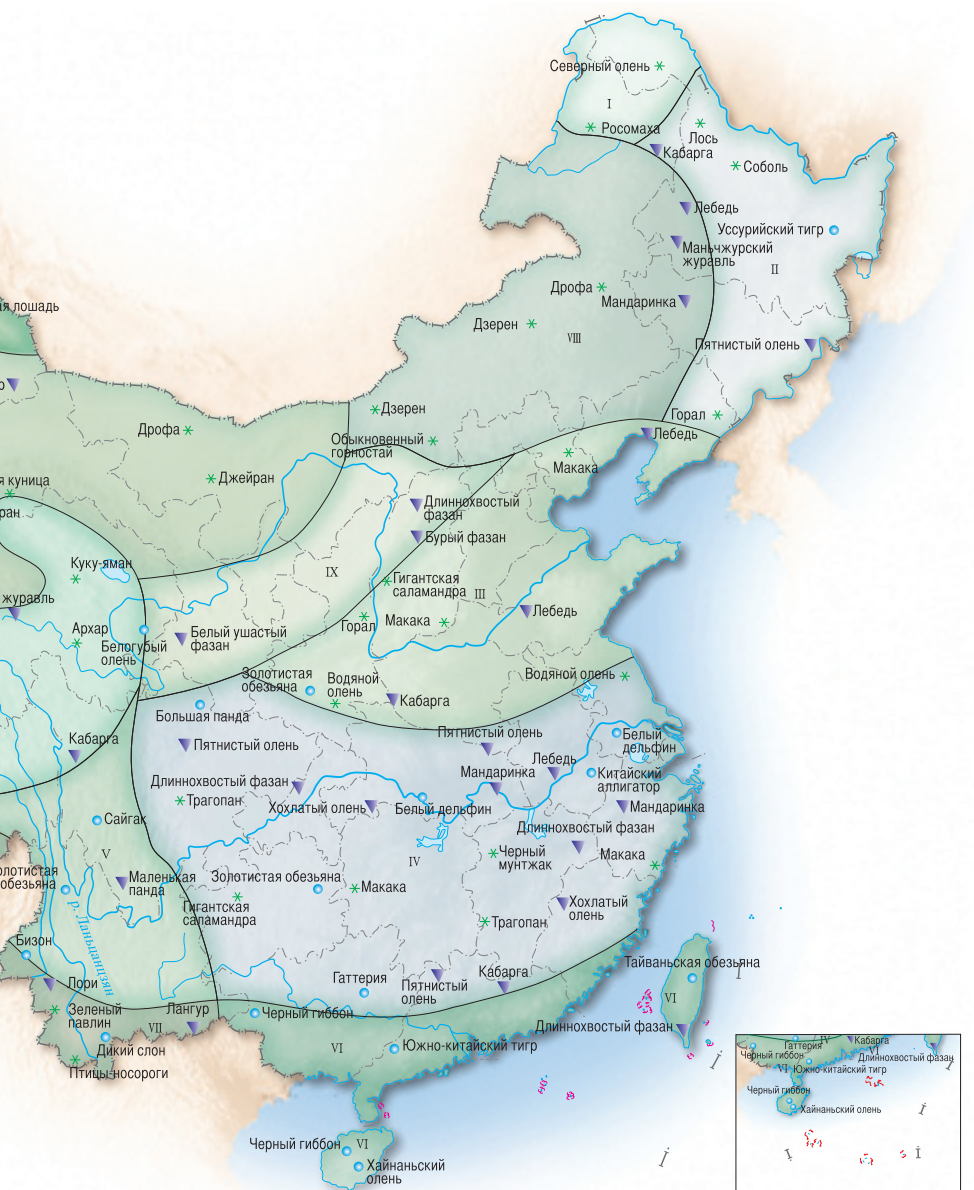 Северный олень
I
Росомаха
Лось
Кабарга
Соболь
Лебедь
Уссурийский тигр
Маньчжурский
журавль
II
Дрофа
Мандаринка
Дзерен
VIII
Пятнистый олень
я лошадь
Дзерен
Горал
Дрофа
Обыкновенный
горностай
Лебедь
Макака
Джейран
я куница
ран
Длиннохвостый
фазан
Бурый фазан
Куку-яман
IX
Гигантская
саламандра
III
журавль
Лебедь
Архар
Белогубый
олень
Белый ушастый
фазан
Горал
Макака
Золотистая
обезьяна
Водяной
олень
Водяной олень
Кабарга
Большая панда
Кабарга
Пятнистый олень
Пятнистый олень
Белый
дельфин
Лебедь
Мандаринка
Китайский
аллигатор
Длиннохвостый фазан
Трагопан
Хохлатый олень
Белый дельфин
Мандаринка
Сайгак
Длиннохвостый фазан
V
IV
Черный
мунтжак
Макака
олотистая
обезьяна
Маленькая
панда
Золотистая обезьяна
Макака
Гигантская
саламандра
Хохлатый
олень
р. Ланьцанцзян
Трагопан
Бизон
Тайваньская обезьяна
Лори
Гаттерия
Пятнистый
олень
Кабарга
VI
Зеленый
павлин
Лангур
Черный гиббон
VII
Длиннохвостый фазан
Дикий слон
VI
Южно-китайский тигр
Птицы-носороги
Черный гиббон
VI
Хайнаньский
олень
Гаттерия
IV
Кабарга
Черный гиббон
VI
Длиннохвостый фазан
VI
Южно-китайский тигр
Черный гиббон
Хайнаньский олень